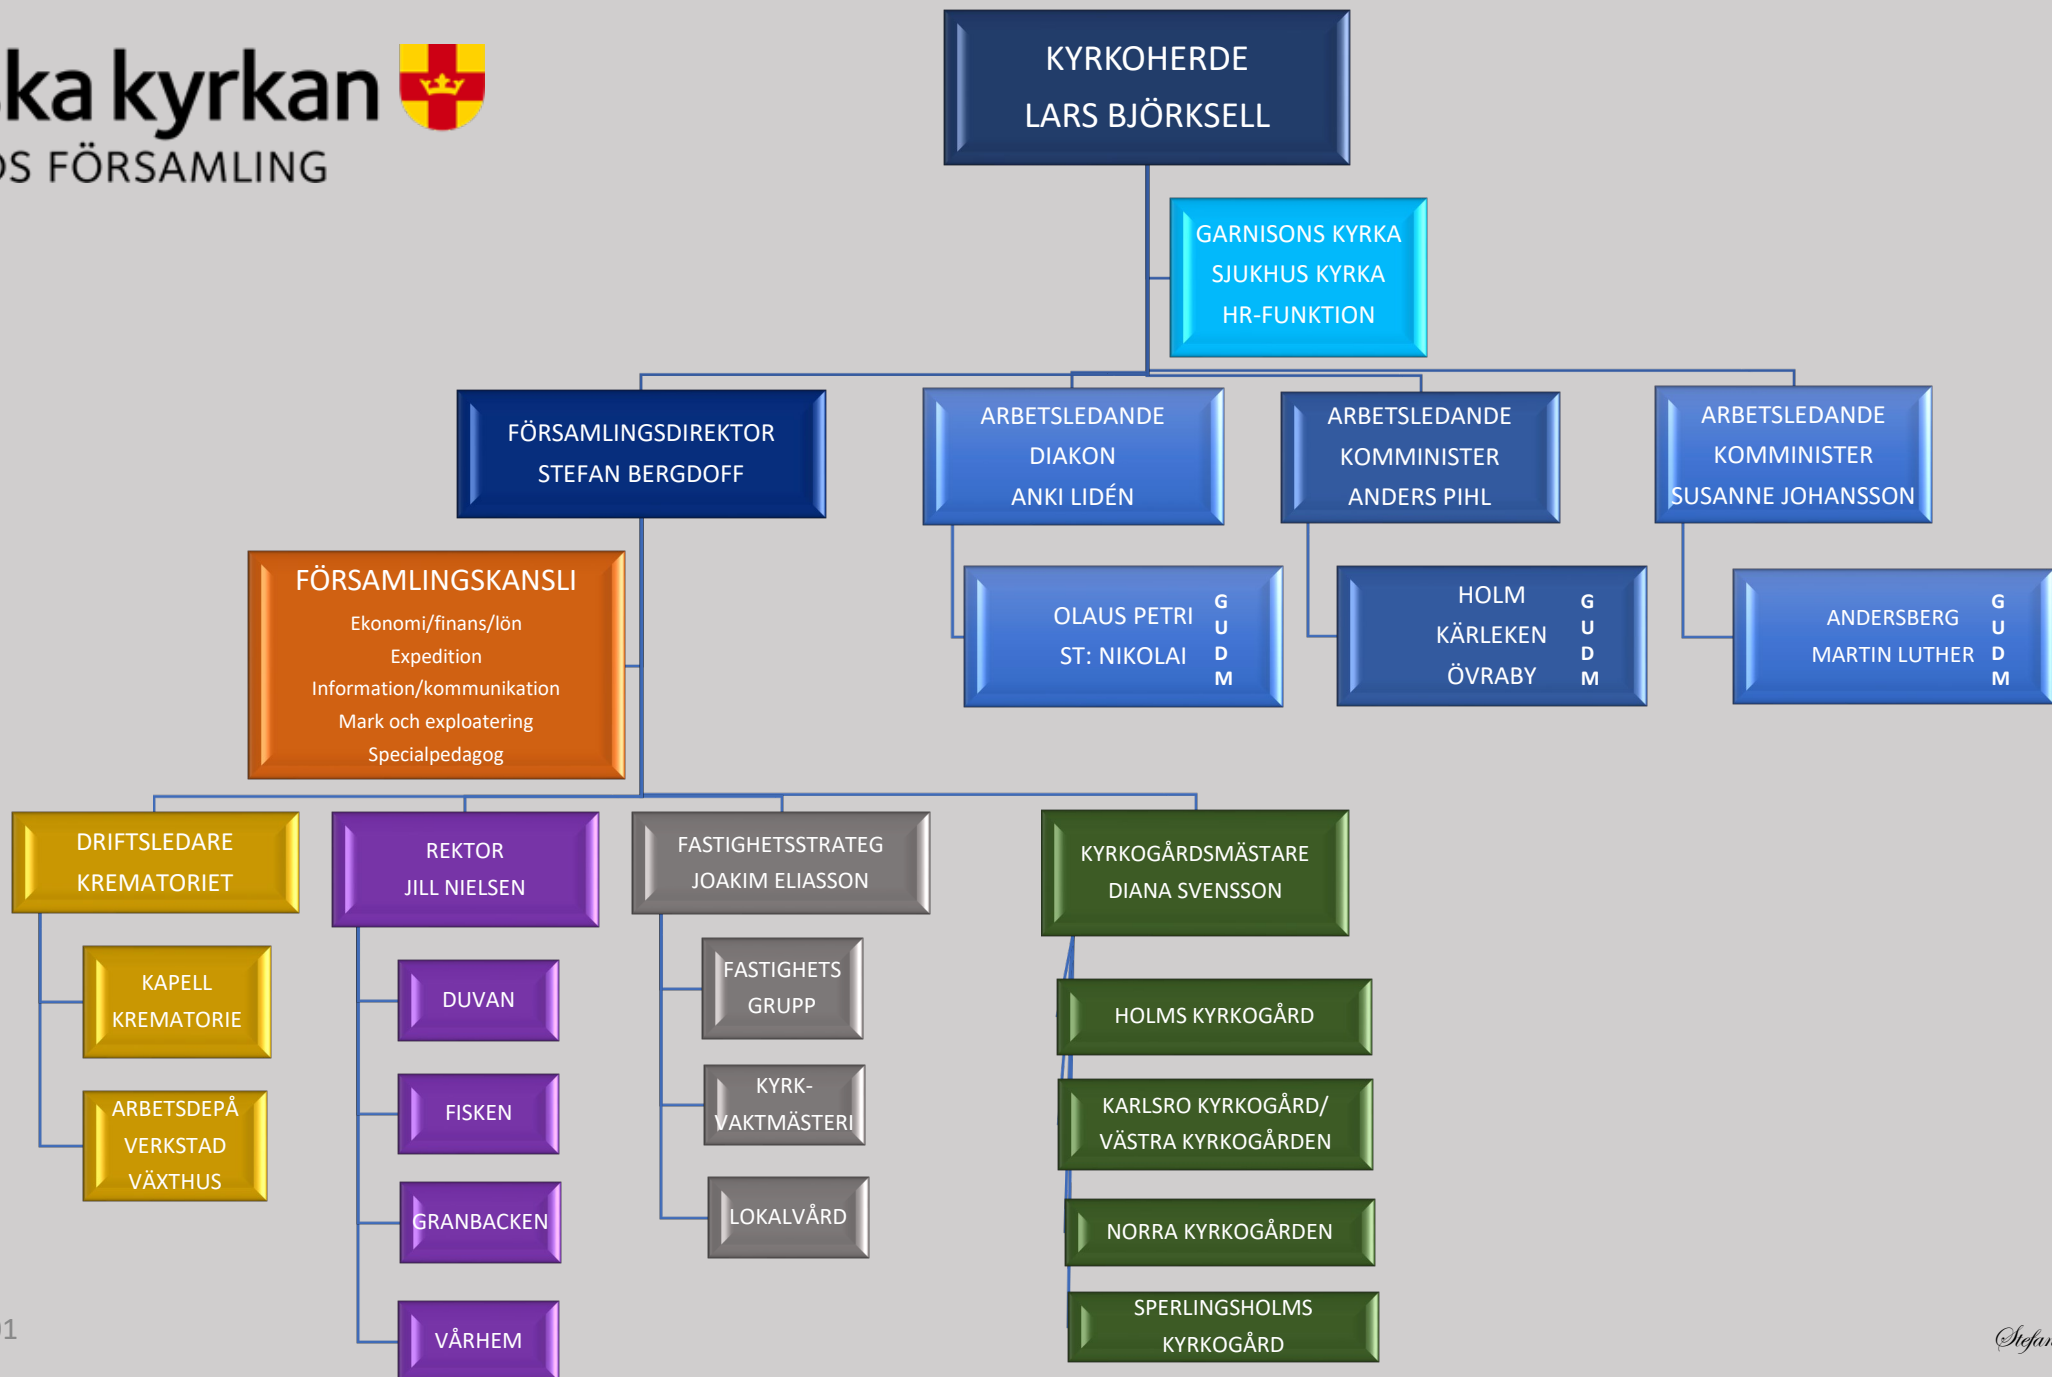 ka kyrkan
S FÖRSAMLING
KYRKOHERDE
LARS BJÖRKSELL
GARNISONS KYRKA
SJUKHUS KYRKA
HR-FUNKTION
FÖRSAMLINGSDIREKTOR
STEFAN BERGDOFF
ARBETSLEDANDE
DIAKON
ANKI LIDÉN
ARBETSLEDANDE
KOMMINISTER
ANDERS PIHL
ARBETSLEDANDE
KOMMINISTER
SUSANNE JOHANSSON
FÖRSAMLINGSKANSLI
Ekonomi/finans/lön
Expedition
Information/kommunikation
Mark och exploatering
Specialpedagog
OLAUS PETRI
ST: NIKOLAI
G
U
D
M
HOLM
KÄRLEKEN
ÖVRABY
G
U
D
M
ANDERSBERG
MARTIN LUTHER
G
U
D
M
DRIFTSLEDARE
KREMATORIET
KAPELL
KREMATORIE
ARBETSDEPÅ
VERKSTAD
VÄXTHUS
REKTOR
JILL NIELSEN
DUVAN
FISKEN
GRANBACKEN
VÅRHEM
FASTIGHETSSTRATEG
JOAKIM ELIASSON
FASTIGHETS
GRUPP
KYRK-
VAKTMÄSTERI
LOKALVÅRD
KYRKOGÅRDSMÄSTARE
DIANA SVENSSON
HOLMS KYRKOGÅRD
KARLSRO KYRKOGÅRD/
VÄSTRA KYRKOGÅRDEN
NORRA KYRKOGÅRDEN
SPERLINGSHOLMS
KYRKOGÅRD
1
Stefan